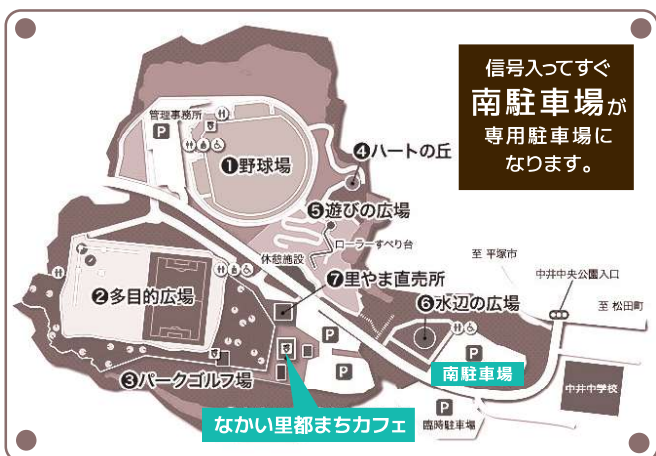 信号入ってすぐ
南駐車場が
専用駐車場に
なります。
管理事務所
P
❶野球場
❹ハートの丘
❺遊びの広場
ローラーすべり台
休憩施設
至 平塚市
中井中央公園入口
❼里やま直売所
❷多目的広場
❻水辺の広場
至 松田町
P
P
P
南駐車場
❸パークゴルフ場
中井中学校
P
なかい里都まちカフェ
臨時駐車場